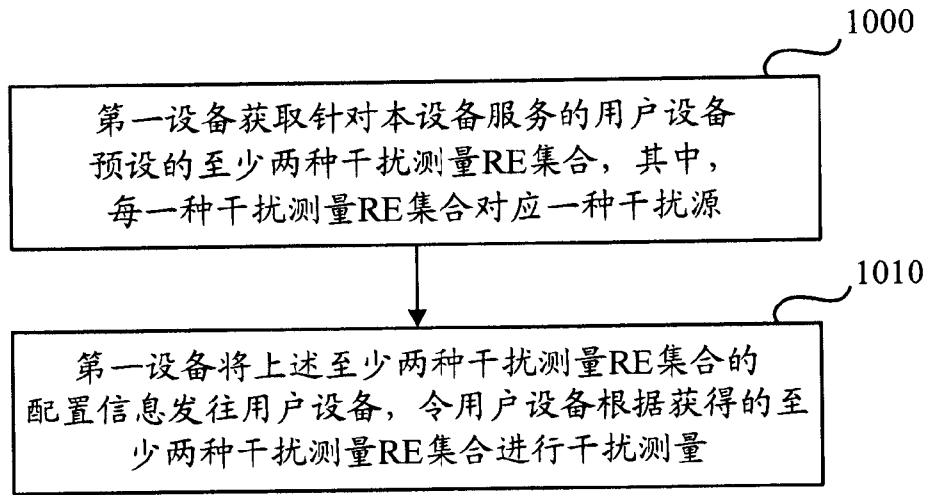 1000
第一设备获取针对本设备服务的用户设备
预设的至少两种干扰测量RE集合，其中，
每一种干扰测量RE集合对应一种干扰源
1010
第一设备将上述至少两种干扰测量RE集合的
配置信息发往用户设备，令用户设备根据获得的至
少两种干扰测量RE集合进行干扰测量